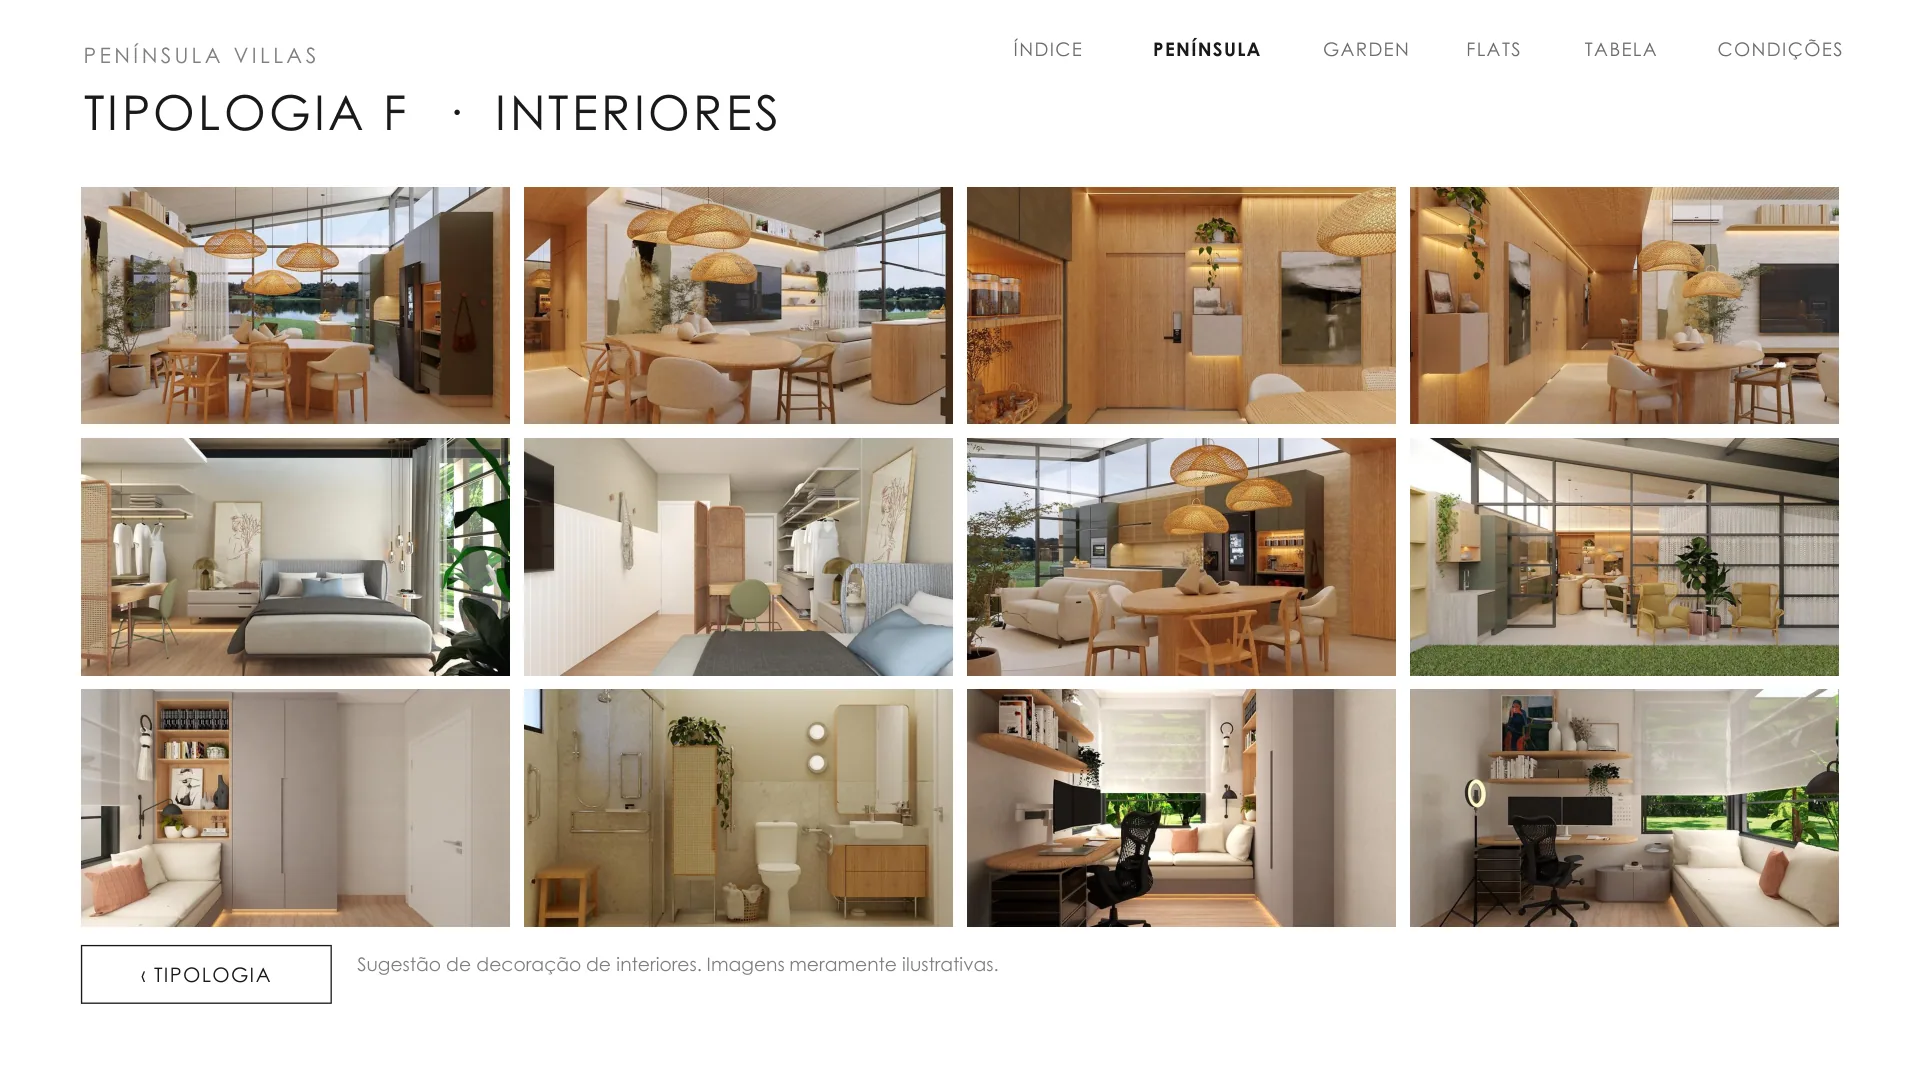 PENÍNSULA VILLAS
ÍNDICE PENÍNSULA GARDEN FLATS TABELA CONDIÇÕES
TIPOLOGIA F · INTERIORES
‹ TIPOLOGIA
Sugestão de decoração de interiores. Imagens meramente ilustrativas.